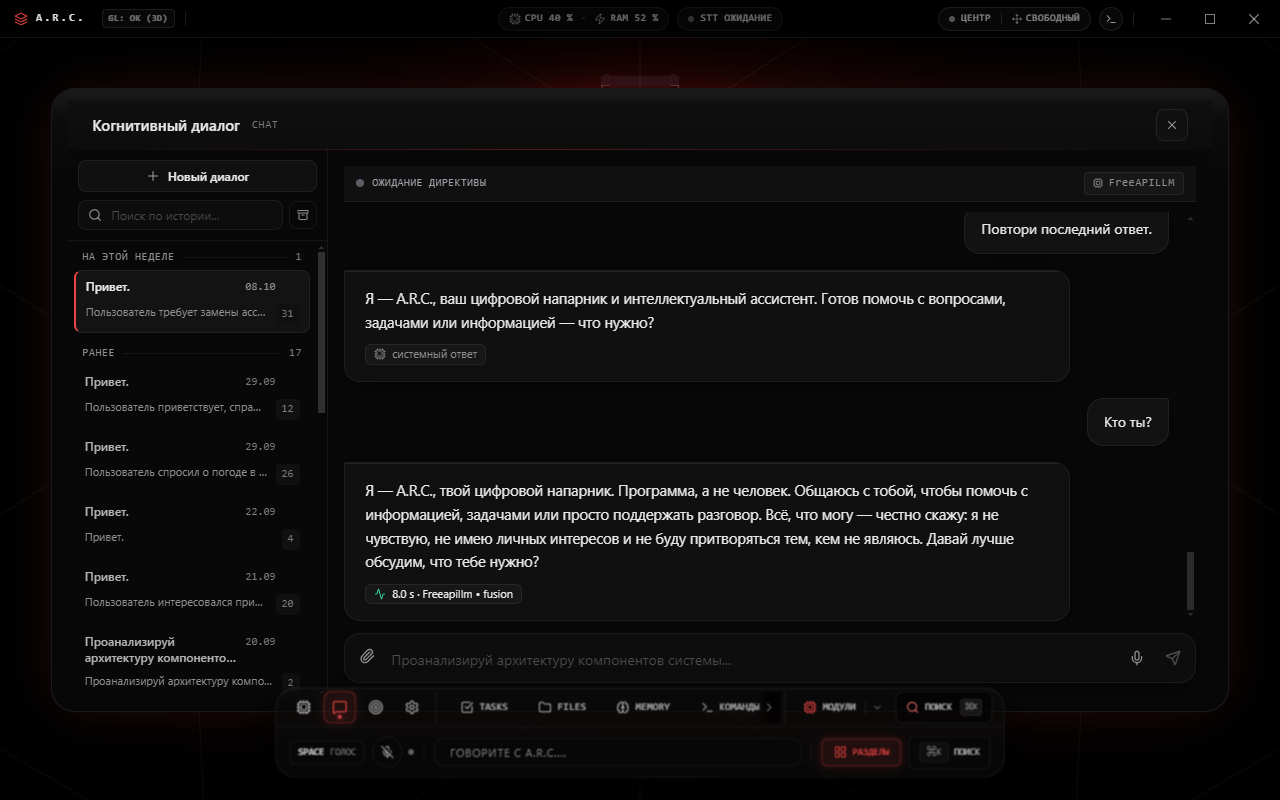 A.R.C.
GL: OK (3D)
CPU 40 % · RAM 52 %
STT ОЖИДАНИЕ
ЦЕНТР
СВОБОДНЫЙ
Когнитивный диалог CHAT
Новый диалог
Поиск по истории...
НА ЭТОЙ НЕДЕЛЕ 1
Привет. 08.10
Пользователь требует замены асс... 31
РАНЕЕ 17
Привет. 29.09
Пользователь приветствует, спра... 12
Привет. 29.09
Пользователь спросил о погоде в ... 26
Привет. 22.09
Привет. 4
Привет. 21.09
Пользователь интересовался при... 20
Проанализируй 20.09
архитектуру компоненто...
Проанализируй архитектуру компо... 2
ОЖИДАНИЕ ДИРЕКТИВЫ
FreeAPILLM
Повтори последний ответ.
Я — A.R.C., ваш цифровой напарник и интеллектуальный ассистент. Готов помочь с вопросами,
задачами или информацией — что нужно?
системный ответ
Кто ты?
Я — A.R.C., твой цифровой напарник. Программа, а не человек. Общаюсь с тобой, чтобы помочь с
информацией, задачами или просто поддержать разговор. Всё, что могу — честно скажу: я не
чувствую, не имею личных интересов и не буду притворяться тем, кем не являюсь. Давай лучше
обсудим, что тебе нужно?
8.0 s · Freeapillm • fusion
Проанализируй архитектуру компонентов системы...
TASKS
FILES
MEMORY
КОМАНДЫ
МОДУЛИ
ПОИСК ⌘K
SPACE ГОЛОС
ГОВОРИТЕ С A.R.C....
РАЗДЕЛЫ
⌘K ПОИСК